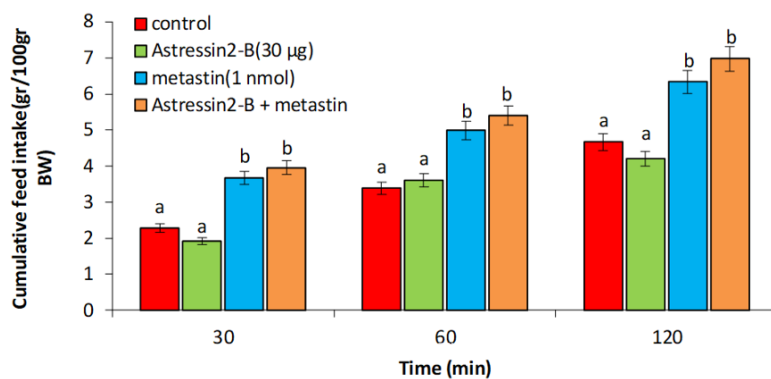 8
7
6
5
4
3
2
1
0
Cumulative feed intake(gr/100gr
BW)
control
Astressin2-B(30 µg)
metastin(1 nmol)
Astressin2-B + metastin
a
a
b
b
a
a
b
b
a
a
b
b
30
60
120
Time (min)